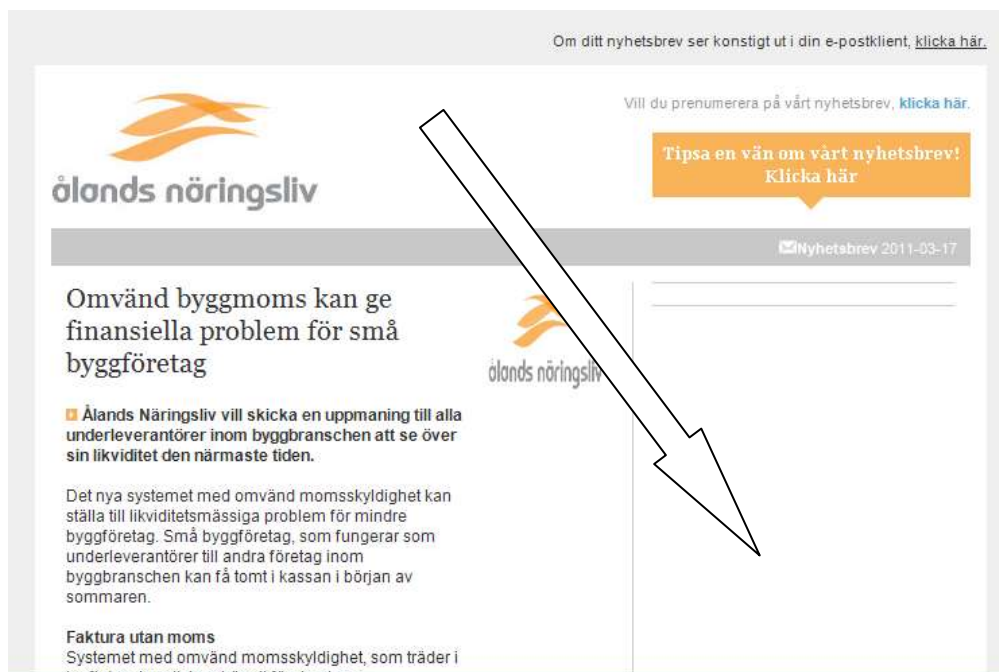 Om ditt nyhetsbrev ser konstigt ut i din e-postklient, klicka här.
Vill du prenumerera på vårt nyhetsbrev, klicka här.
Tipsa en vän om vårt nyhetsbrev!
Klicka här
ålands näringsliv
Nyhetsbrev 2011-03-17
Omvänd byggmoms kan ge
finansiella problem för små
byggföretag
ålands näringsliv
Ålands Näringsliv vill skicka en uppmaning till alla
underleverantörer inom byggbranschen att se över
sin likviditet den närmaste tiden.
Det nya systemet med omvänd momsskyldighet kan
ställa till likviditetsmässiga problem för mindre
byggföretag. Små byggföretag, som fungerar som
underleverantörer till andra företag inom
byggbranschen kan få tomt i kassan i början av
sommaren.
Faktura utan moms
Systemet med omvänd momsskyldighet, som träder i